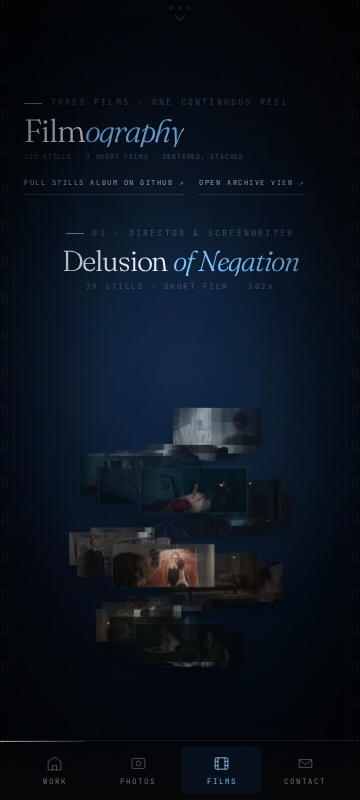 THREE FILMS · ONE CONTINUOUS REEL
Filmography
522 STILLS · 3 SHORT FILMS · CENTERED, STACKED
FULL STILLS ALBUM ON GITHUB ↗ OPEN ARCHIVE VIEW ↗
01 · DIRECTOR & SCREENWRITER
Delusion of Negation
29 STILLS · SHORT FILM · 2026
WORK PHOTOS FILMS CONTACT